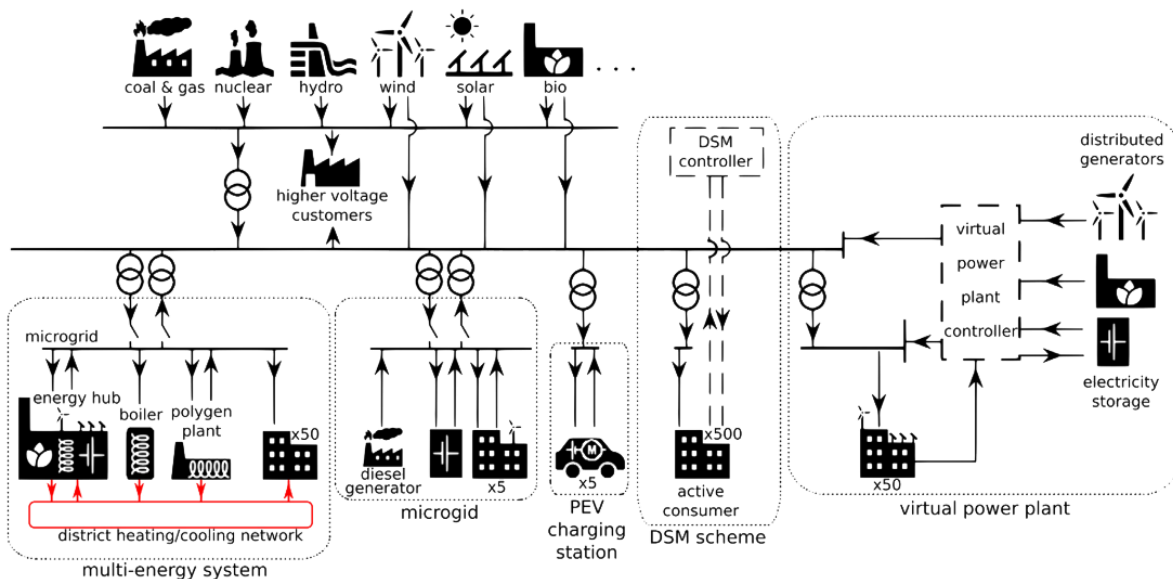 coal & gas
nuclear
hydro
wind
solar
bio
. . .
higher voltage
customers
DSM
controller
distributed
generators
virtual
power
plant
controller
electricity
storage
x50
virtual power plant
microgrid
energy hub
boiler
polygen
plant
x50
district heating/cooling network
multi-energy system
diesel
generator
x5
microgid
M
x5
PEV
charging
station
x500
active
consumer
DSM scheme